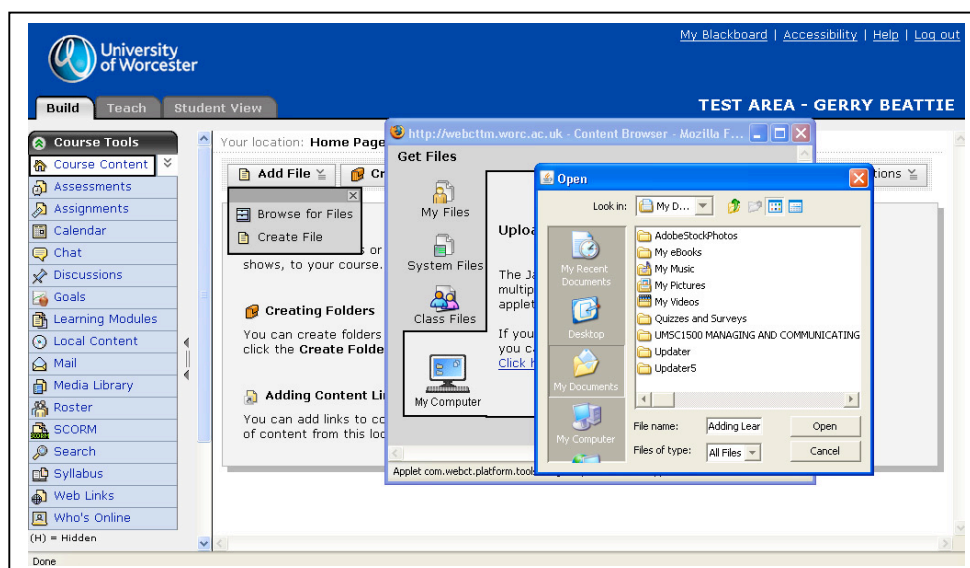 University
of Worcester
My Blackboard | Accessibility | Help | Log out
Build Teach Student View
TEST AREA - GERRY BEATTIE
Course Tools
Course Content
Assessments
Assignments
Calendar
Chat
Discussions
Goals
Learning Modules
Local Content
Mail
Media Library
Roster
SCORM
Search
Syllabus
Web Links
Who's Online
(H) = Hidden
Done
Your location: Home Page
Add File
Browse for Files
Create File
shows, to your course.
Creating Folders
You can create folders
click the Create Folde
Adding Content Li
You can add links to co
of content from this loc
http://webcttm.worc.ac.uk - Content Browser - Mozilla F...
Get Files
My Files
System Files
Class Files
My Computer
Uploa
The Ja
multip
applet
If you
you ca
Click h
Applet com.webct.platform.tool
Open
Look in: My D...
My Recent
Documents
Desktop
My Documents
My Computer
AdobeStockPhotos
My eBooks
My Music
My Pictures
My Videos
Quizzes and Surveys
UMSC1500 MANAGING AND COMMUNICATING
Updater
Updater5
File name: Adding Lear Open
Files of type: All Files Cancel